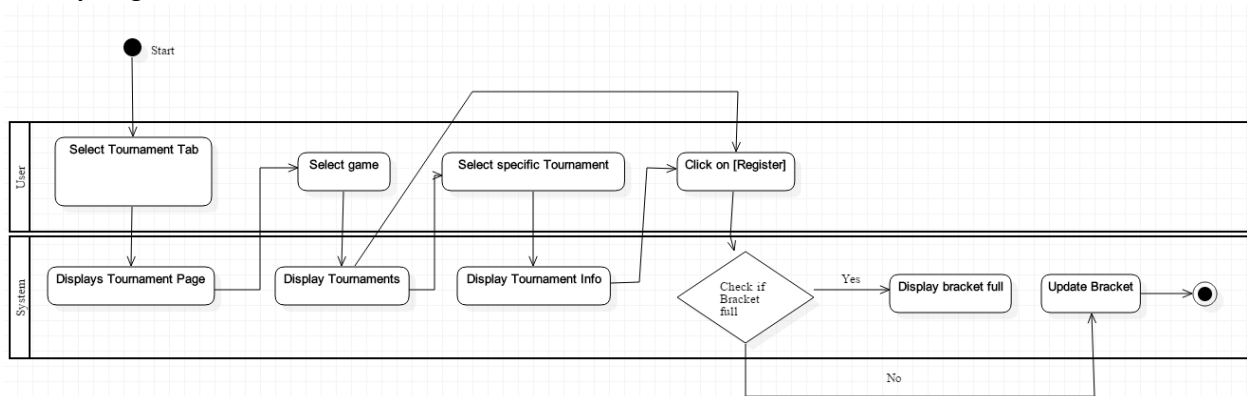 Start
User
Select Tournament Tab
Select game
Select specific Tournament
Click on [Register]
System
Displays Tournament Page
Display Tournaments
Display Tournament Info
Check if
Bracket
full
Yes
Display bracket full
Update Bracket
No